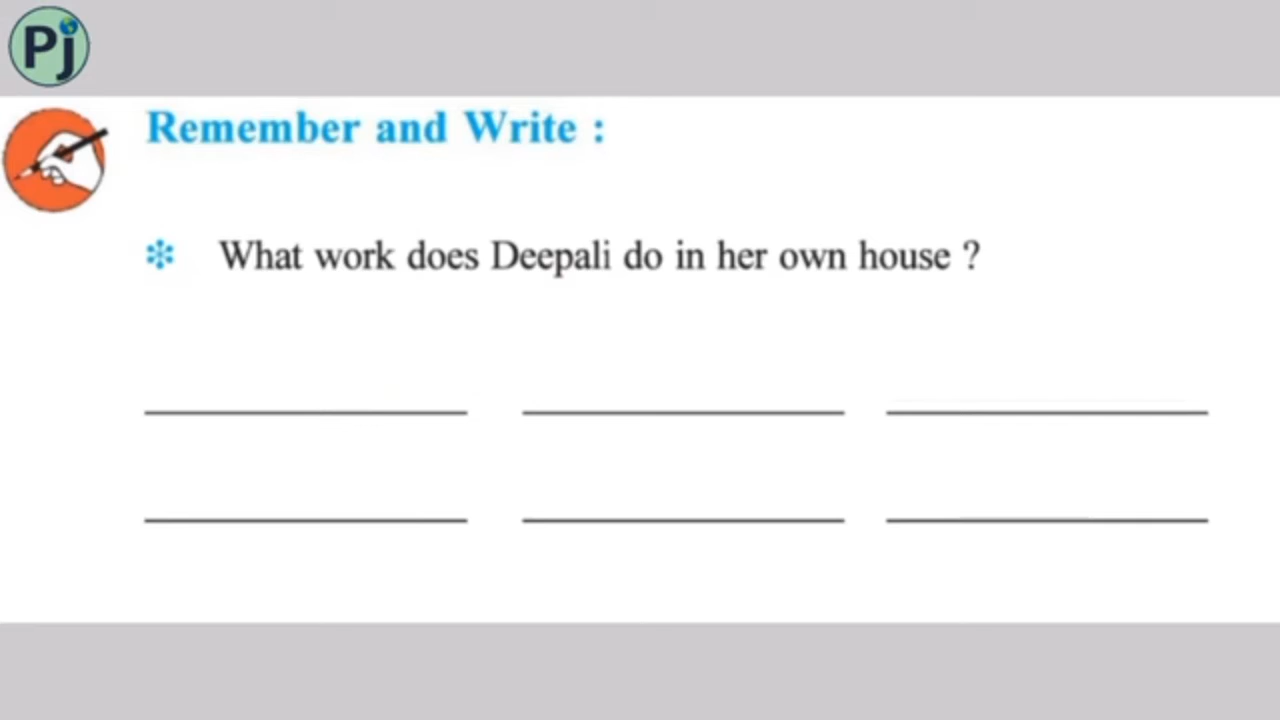 Pj
Remember and Write :
✻ What work does Deepali do in her own house ?